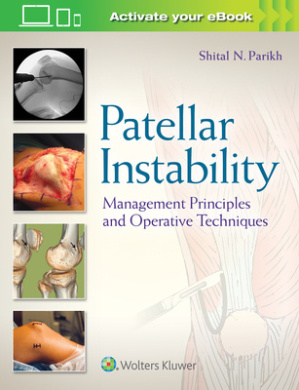 Activate your eBook
Shital N. Parikh
Patellar
Instability
Management Principles
and Operative Techniques
Wolters Kluwer